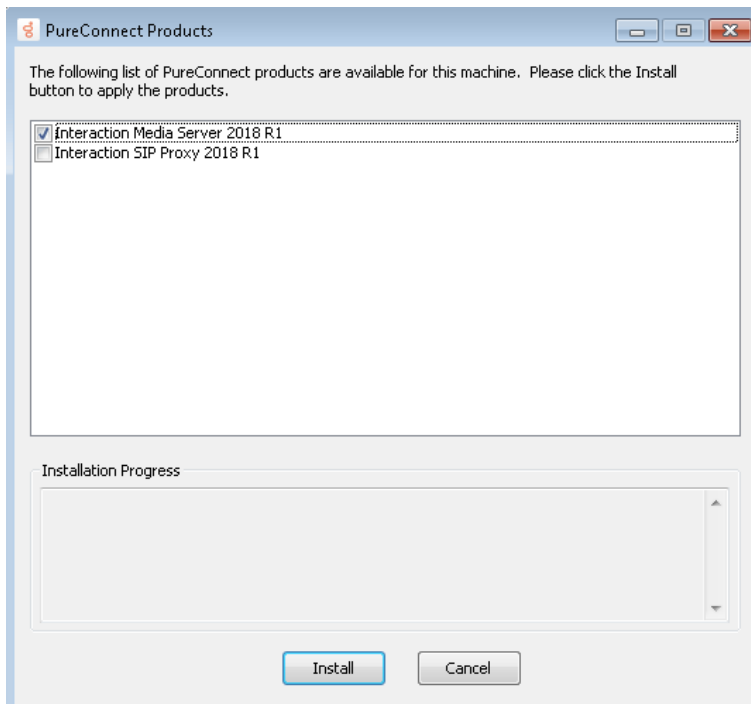 PureConnect Products
The following list of PureConnect products are available for this machine.  Please click the Install
button to apply the products.
Interaction Media Server 2018 R1
Interaction SIP Proxy 2018 R1
Installation Progress
Install
Cancel